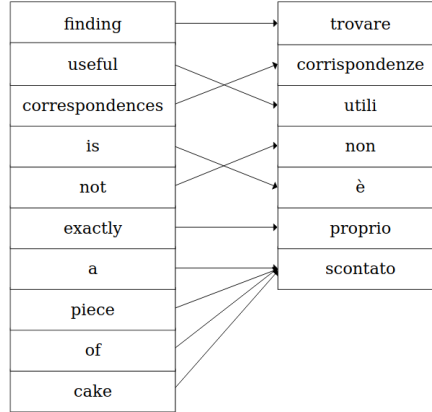 finding
useful
correspondences
is
not
exactly
a
piece
of
cake
trovare
corrispondenze
utili
non
è
proprio
scontato